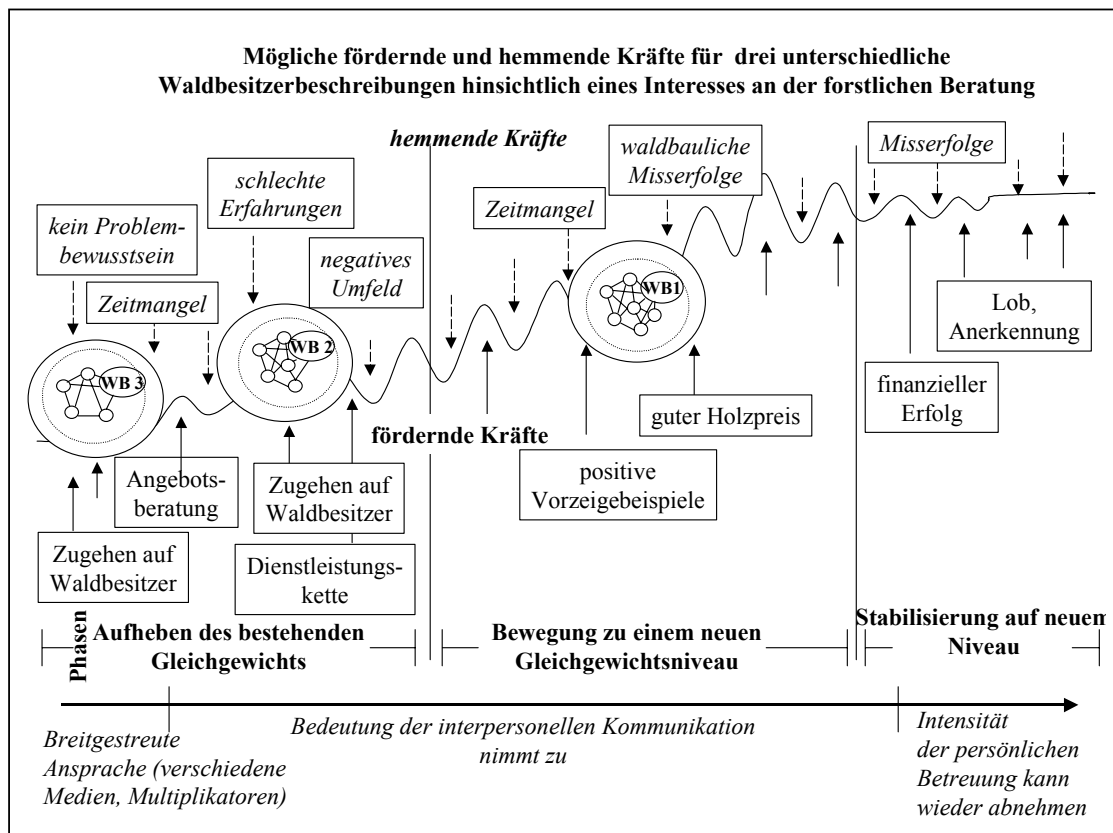 Mögliche fördernde und hemmende Kräfte für drei unterschiedliche
Waldbesitzerbeschreibungen hinsichtlich eines Interesses an der forstlichen Beratung
hemmende Kräfte
kein Problem-
bewusstsein
Zeitmangel
schlechte
Erfahrungen
negatives
Umfeld
Zeitmangel
waldbauliche
Misserfolge
Misserfolge
WB 3
WB 2
WB1
fördernde Kräfte
Zugehen auf
Waldbesitzer
Angebots-
beratung
Zugehen auf
Waldbesitzer
Dienstleistungs-
kette
positive
Vorzeigebeispiele
guter Holzpreis
finanzieller
Erfolg
Lob,
Anerkennung
Phasen
Aufheben des bestehenden
Gleichgewichts
Bewegung zu einem neuen
Gleichgewichtsniveau
Stabilisierung auf neuem
Niveau
Breitgestreute
Ansprache (verschiedene
Medien, Multiplikatoren)
Bedeutung der interpersonellen Kommunikation
nimmt zu
Intensität
der persönlichen
Betreuung kann
wieder abnehmen